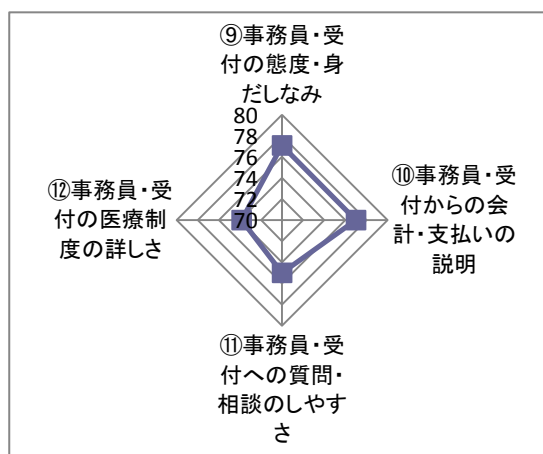 ⑨事務員・受
付の態度・身
だしなみ
80
78
76
74
72
70
⑩事務員・受
付からの会
計・支払いの
説明
⑪事務員・受
付への質問・
相談のしやす
さ
⑫事務員・受
付の医療制
度の詳しさ